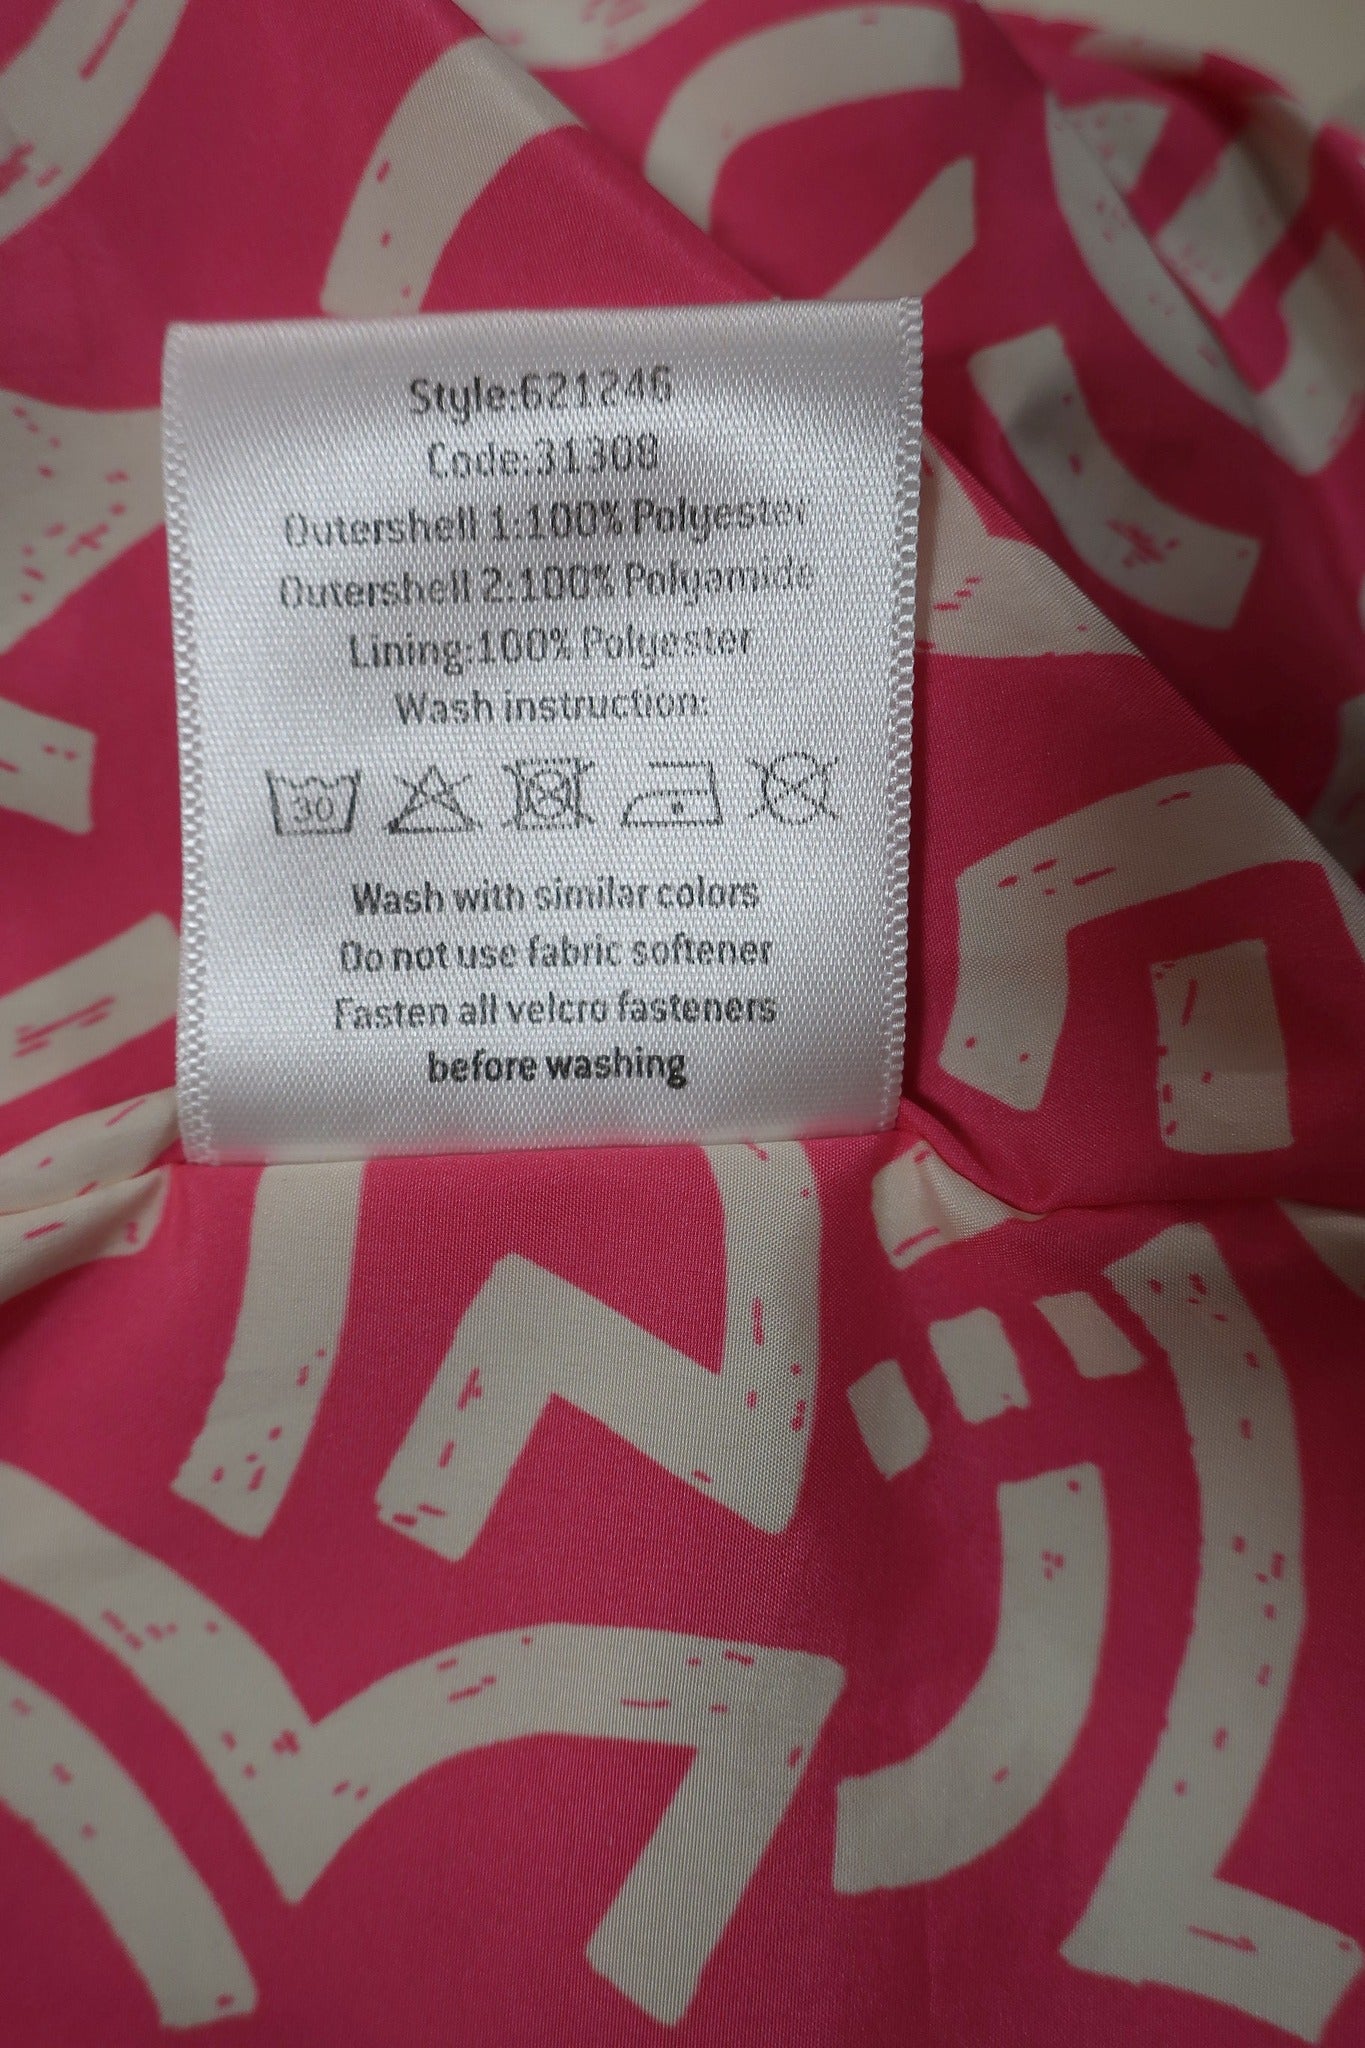 Style:621246
Code:31308
Outershell 1:100% Polyester
Outershell 2:100% Polyamide
Lining:100% Polyester
Wash instruction:
30
Wash with similar colors
Do not use fabric softener
Fasten all velcro fasteners
before washing